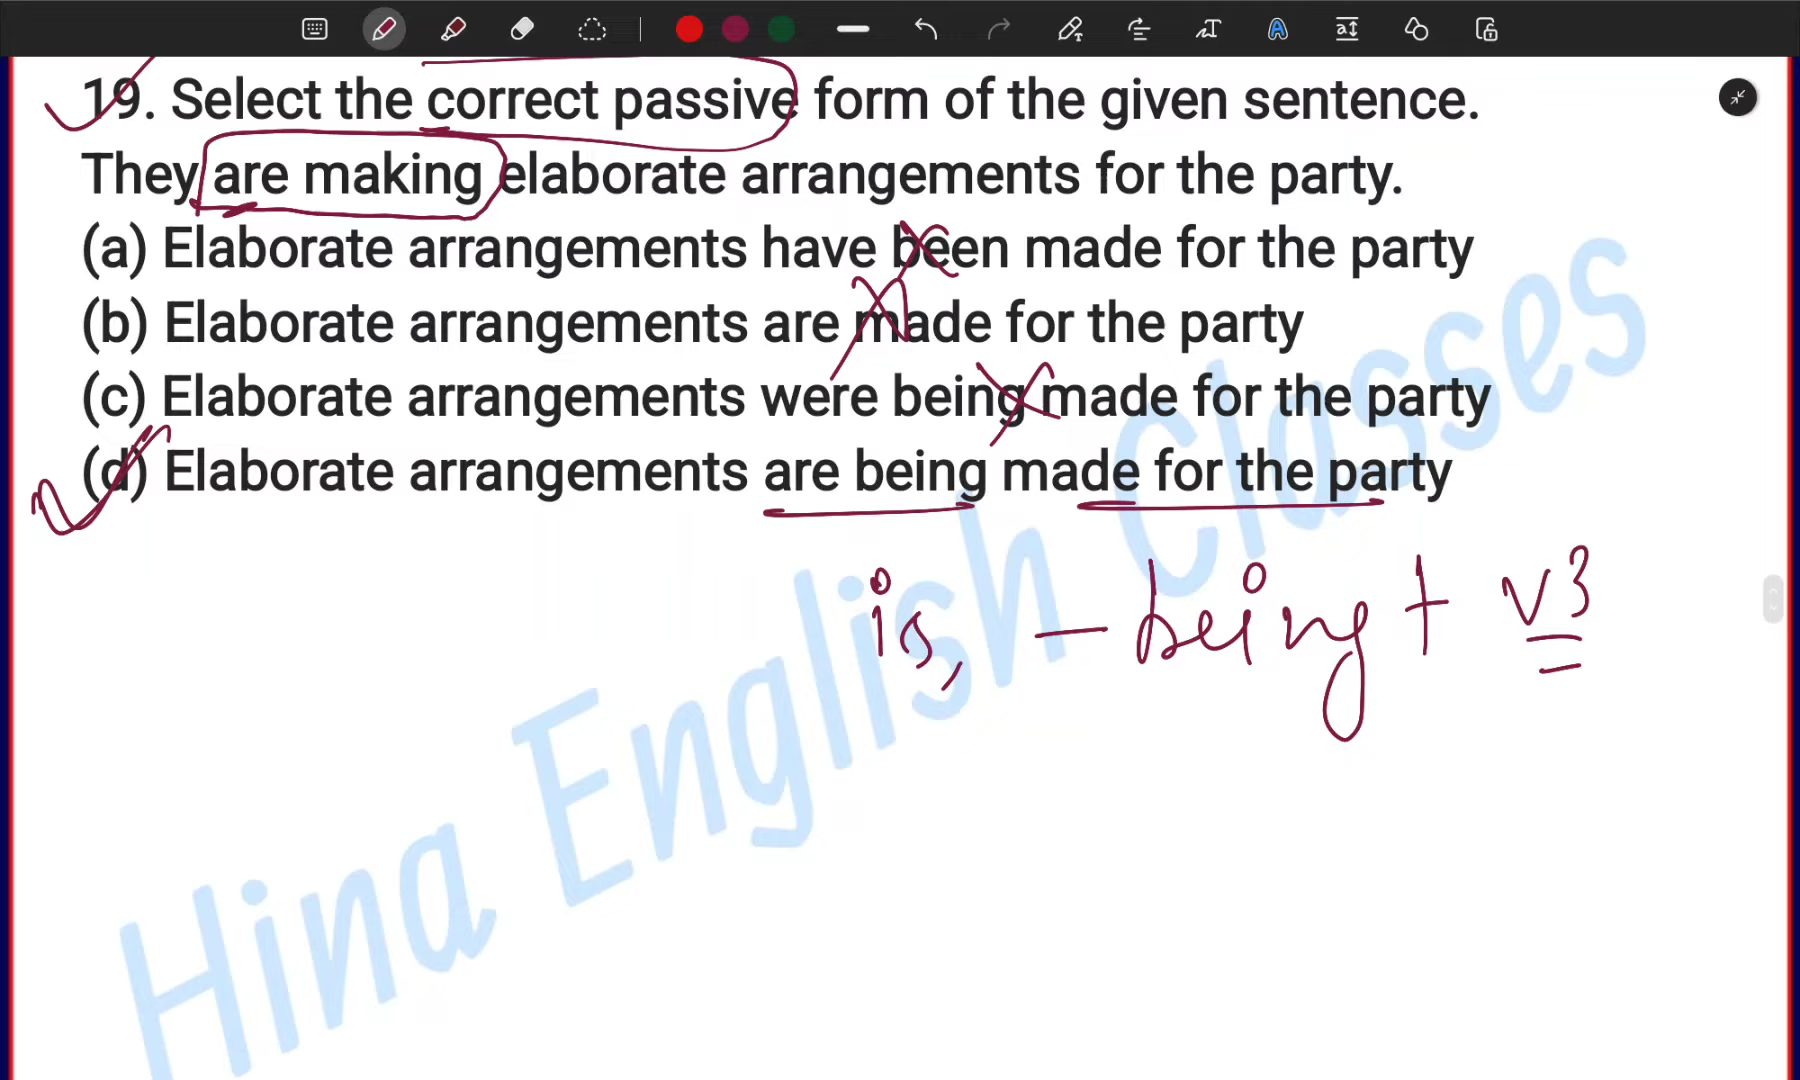 19. Select the correct passive form of the given sentence.
They are making elaborate arrangements for the party.
(a) Elaborate arrangements have been made for the party
(b) Elaborate arrangements are made for the party
(c) Elaborate arrangements were being made for the party
(d) Elaborate arrangements are being made for the party
is, — being + v3
Hina English Classes